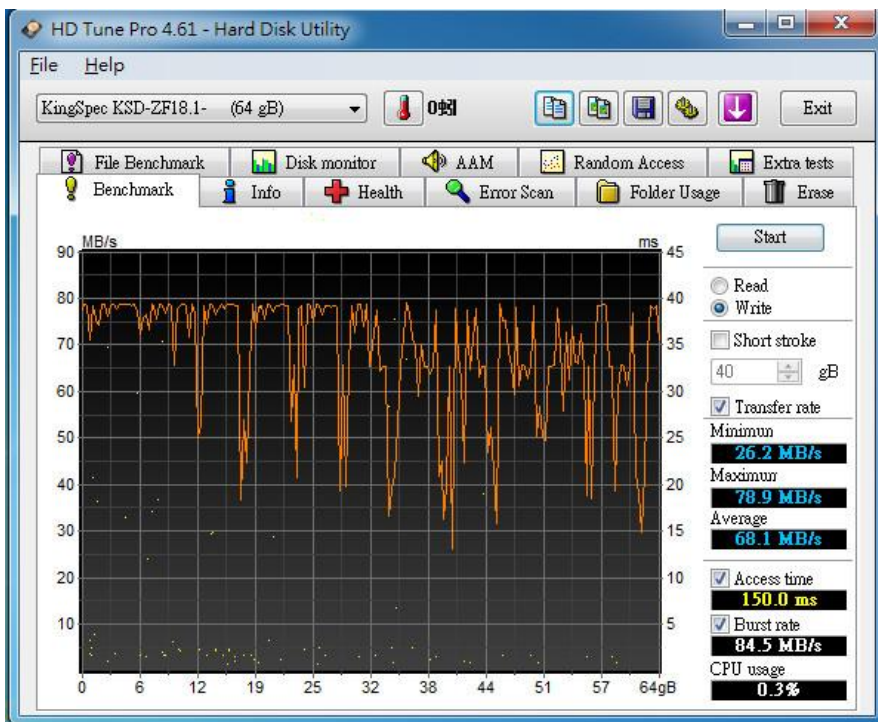 HD Tune Pro 4.61 - Hard Disk Utility
File Help
KingSpec KSD-ZF18.1- (64 gB)
Exit
File Benchmark Disk monitor AAM Random Access Extra tests
Benchmark Info Health Error Scan Folder Usage Erase
MB/s ms
90 45
80 40
70 35
60 30
50 25
40 20
30 15
20 10
10 5
0 6 12 19 25 32 38 44 51 57 64gB
Start
Read
Write
Short stroke
40 gB
Transfer rate
Minimun
26.2 MB/s
Maximun
78.9 MB/s
Average
68.1 MB/s
Access time
150.0 ms
Burst rate
84.5 MB/s
CPU usage
0.3%